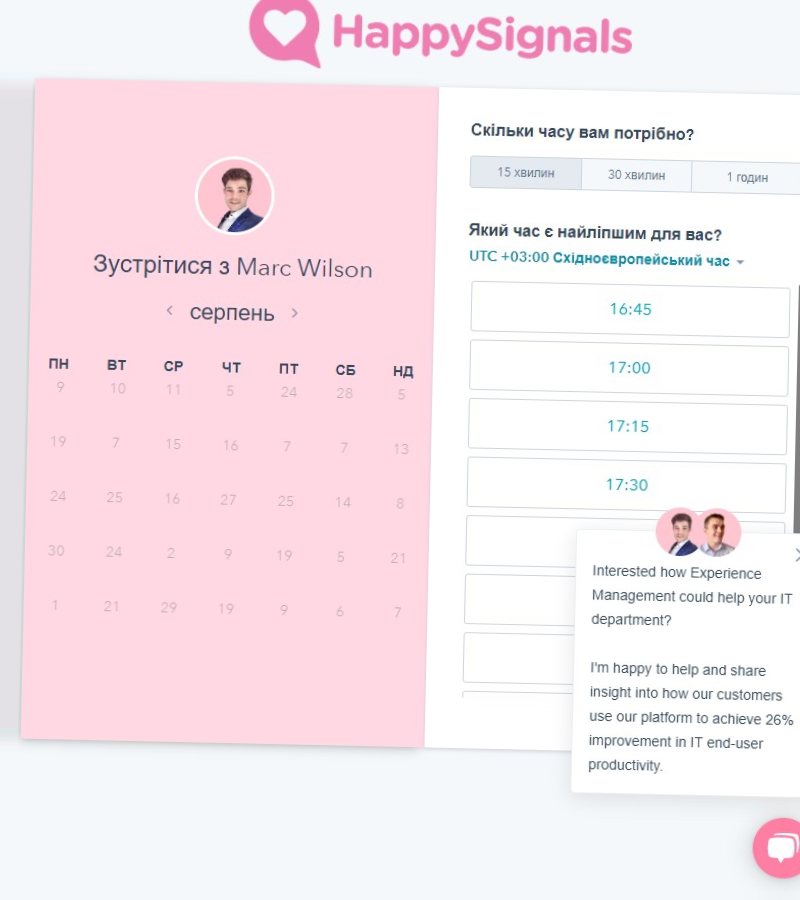 HappySignals
Зустрітися з Marc Wilson
серпень
ПН ВТ СР ЧТ ПТ СБ НД
9 10 11 5 24 28 5
19 7 15 16 7 7 13
24 25 16 27 25 14 8
30 24 2 9 19 5 21
1 21 29 19 9 6 7
Скільки часу вам потрібно?
15 хвилин 30 хвилин 1 годин
Який час є найліпшим для вас?
UTC +03:00 Східноєвропейський час
16:45
17:00
17:15
17:30
Interested how Experience
Management could help your IT
department?
I'm happy to help and share
insight into how our customers
use our platform to achieve 26%
improvement in IT end-user
productivity.